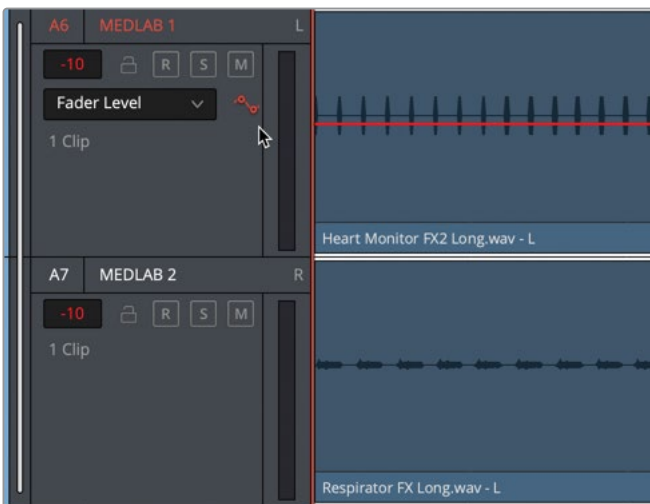 A6 MEDLAB 1 L
-10 R S M
Fader Level
1 Clip
Heart Monitor FX2 Long.wav - L
A7 MEDLAB 2 R
-10 R S M
1 Clip
Respirator FX Long.wav - L